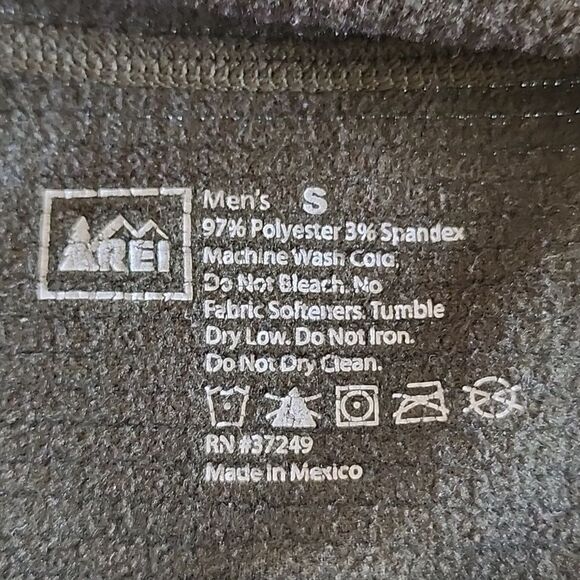 REI
Men's S
97% Polyester 3% Spandex
Machine Wash Cold.
Do Not Bleach. No
Fabric Softeners. Tumble
Dry Low. Do Not Iron.
Do Not Dry Clean.
RN #37249
Made in Mexico